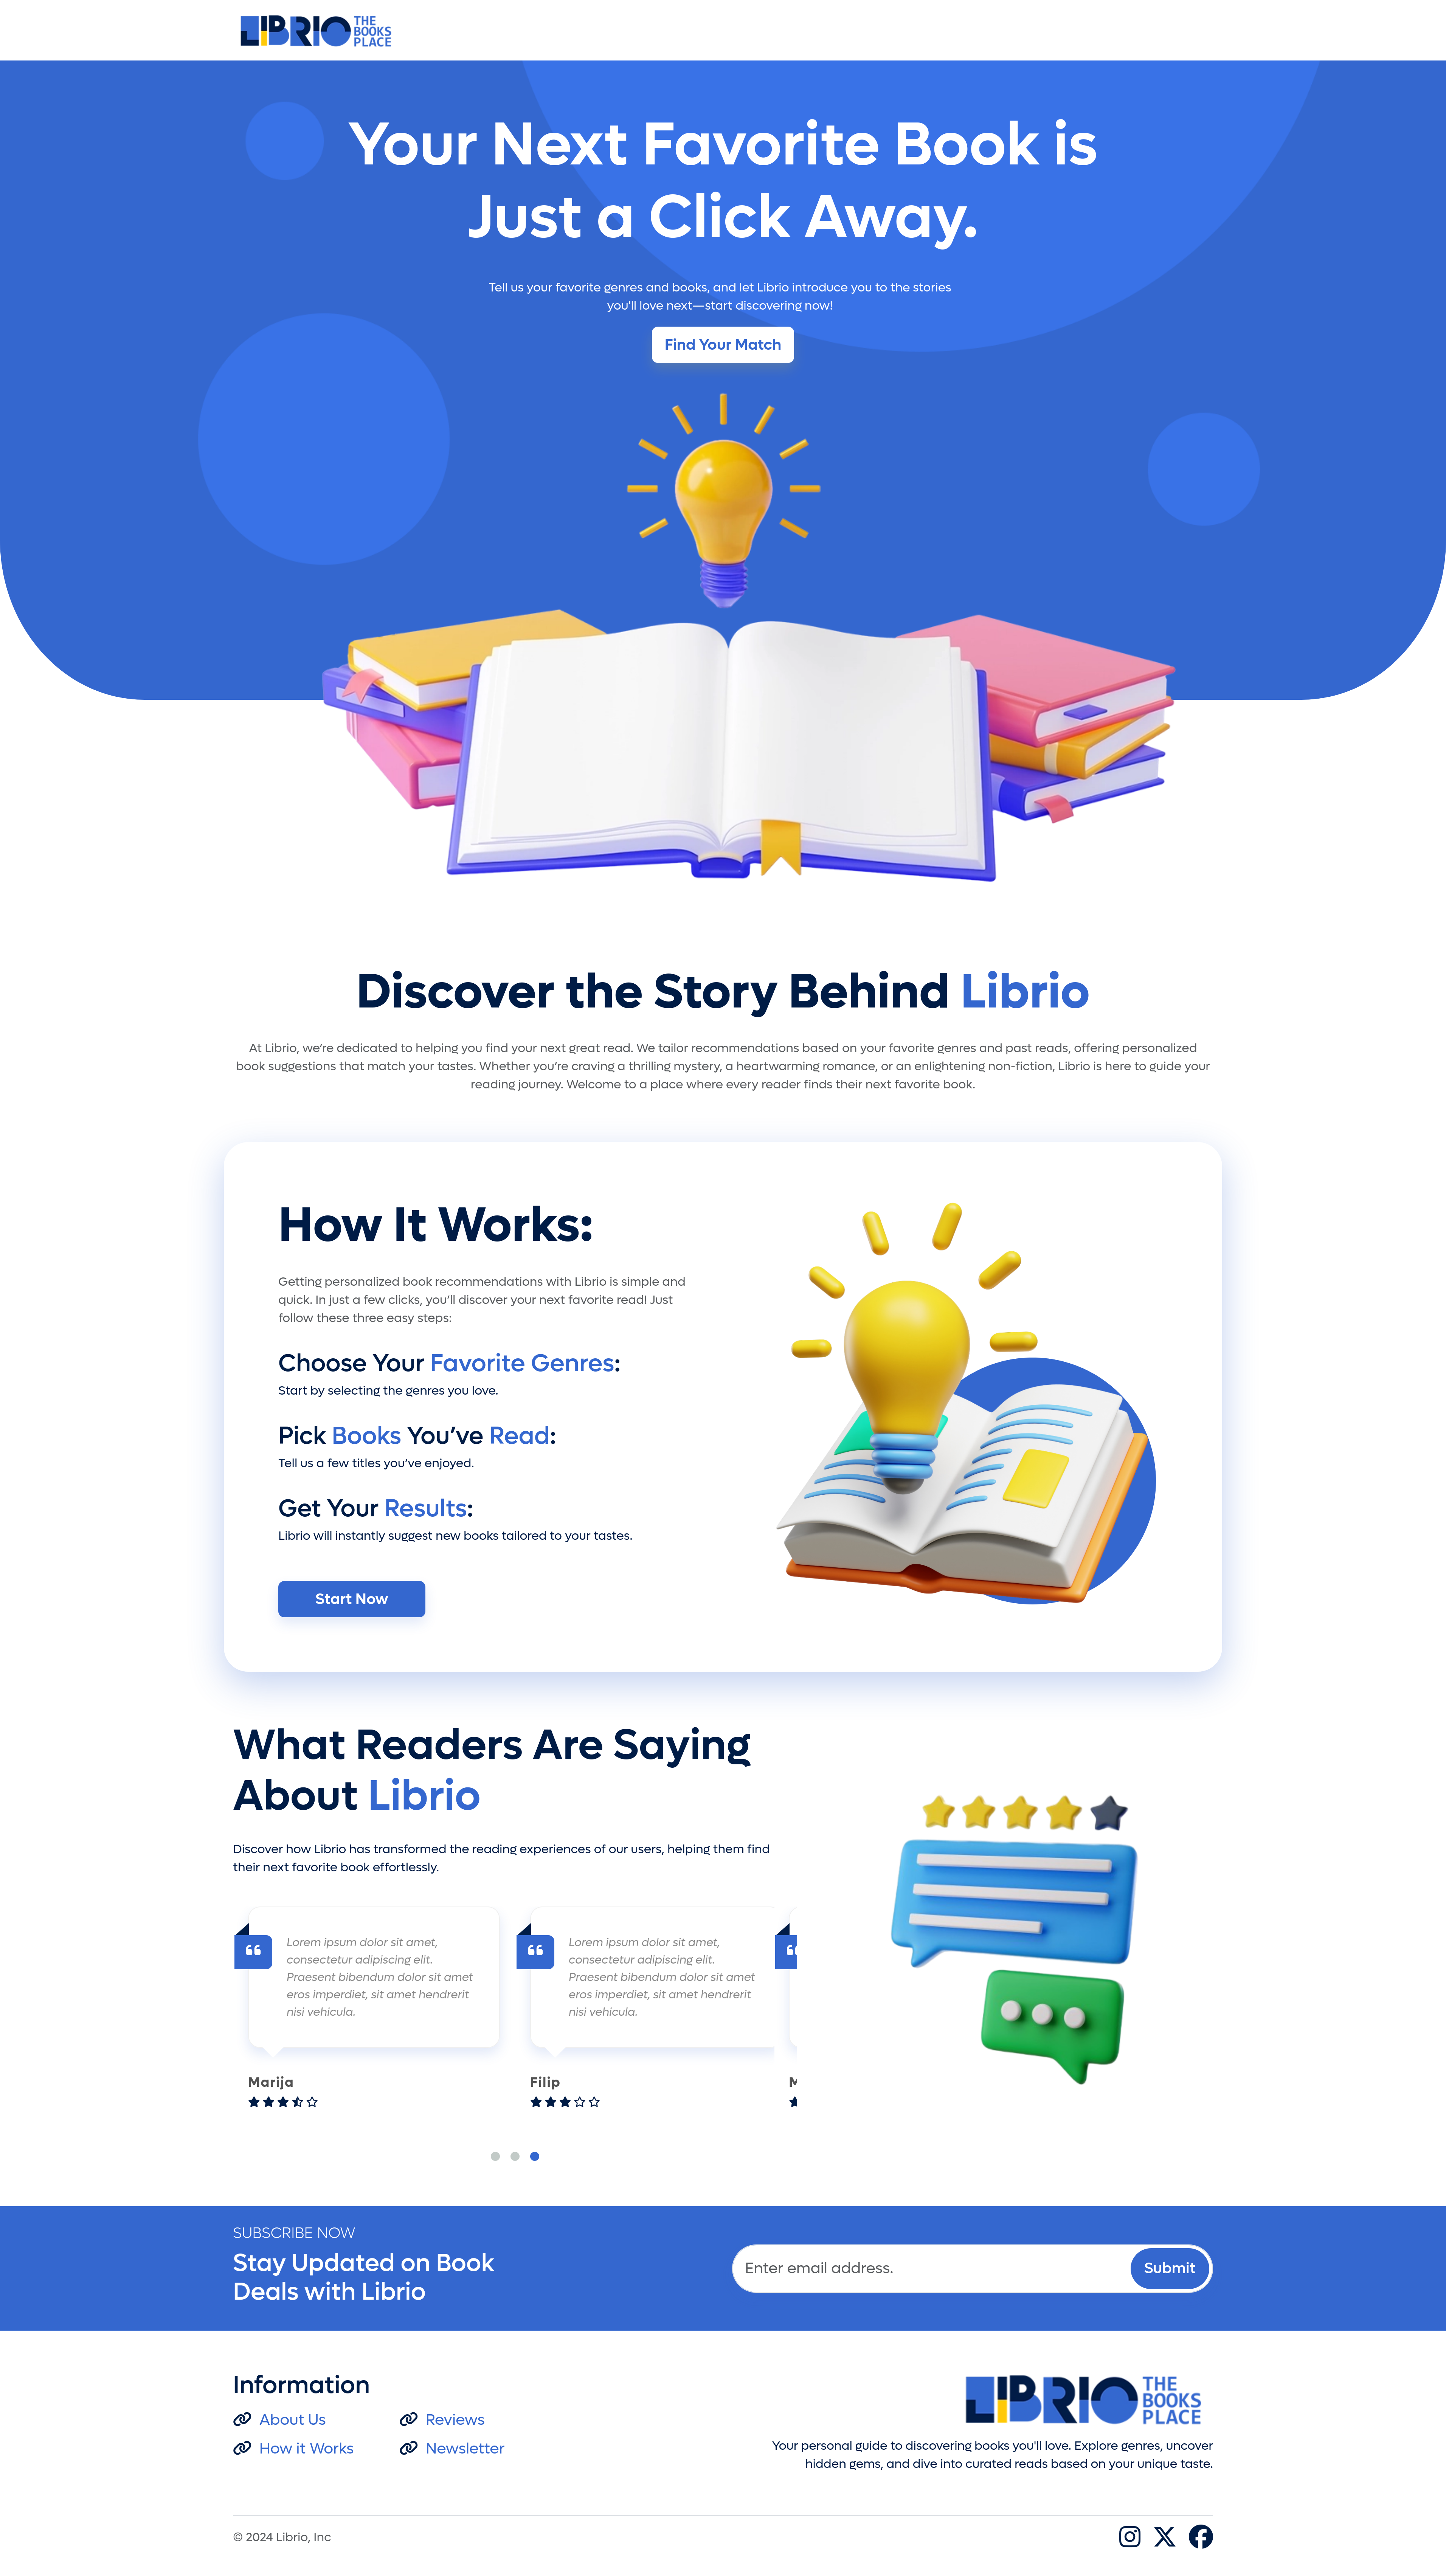 LIBRIO THE
BOOKS
PLACE
Your Next Favorite Book is
Just a Click Away.
Tell us your favorite genres and books, and let Librio introduce you to the stories
you'll love next—start discovering now!
Find Your Match
Discover the Story Behind Librio
At Librio, we're dedicated to helping you find your next great read. We tailor recommendations based on your favorite genres and past reads, offering personalized
book suggestions that match your tastes. Whether you're craving a thrilling mystery, a heartwarming romance, or an enlightening non-fiction, Librio is here to guide your
reading journey. Welcome to a place where every reader finds their next favorite book.
How It Works:
Getting personalized book recommendations with Librio is simple and
quick. In just a few clicks, you'll discover your next favorite read! Just
follow these three easy steps:
Choose Your Favorite Genres:
Start by selecting the genres you love.
Pick Books You've Read:
Tell us a few titles you've enjoyed.
Get Your Results:
Librio will instantly suggest new books tailored to your tastes.
Start Now
What Readers Are Saying
About Librio
Discover how Librio has transformed the reading experiences of our users, helping them find
their next favorite book effortlessly.
Lorem ipsum dolor sit amet,
consectetur adipiscing elit.
Praesent bibendum dolor sit amet
eros imperdiet, sit amet hendrerit
nisi vehicula.
Marija
Lorem ipsum dolor sit amet,
consectetur adipiscing elit.
Praesent bibendum dolor sit amet
eros imperdiet, sit amet hendrerit
nisi vehicula.
Filip
SUBSCRIBE NOW
Stay Updated on Book
Deals with Librio
Enter email address.
Submit
Information
About Us
Reviews
How it Works
Newsletter
LIBRIO THE
BOOKS
PLACE
Your personal guide to discovering books you'll love. Explore genres, uncover
hidden gems, and dive into curated reads based on your unique taste.
© 2024 Librio, Inc